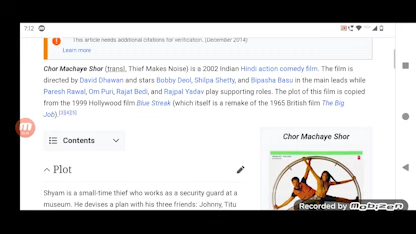 7:12
This article needs additional citations for verification. (December 2014)
Learn more
Chor Machaye Shor (transl. Thief Makes Noise) is a 2002 Indian Hindi action comedy film. The film is
directed by David Dhawan and stars Bobby Deol, Shilpa Shetty, and Bipasha Basu in the main leads while
Paresh Rawal, Om Puri, Rajat Bedi, and Rajpal Yadav play supporting roles. The plot of this film is copied
from the 1999 Hollywood film Blue Streak (which itself is a remake of the 1965 British film The Big
Job).[3][4][5]
Contents
Chor Machaye Shor
Plot
Shyam is a small-time thief who works as a security guard at a
museum. He devises a plan with his three friends: Johnny, Titu
Recorded by
Mobizen